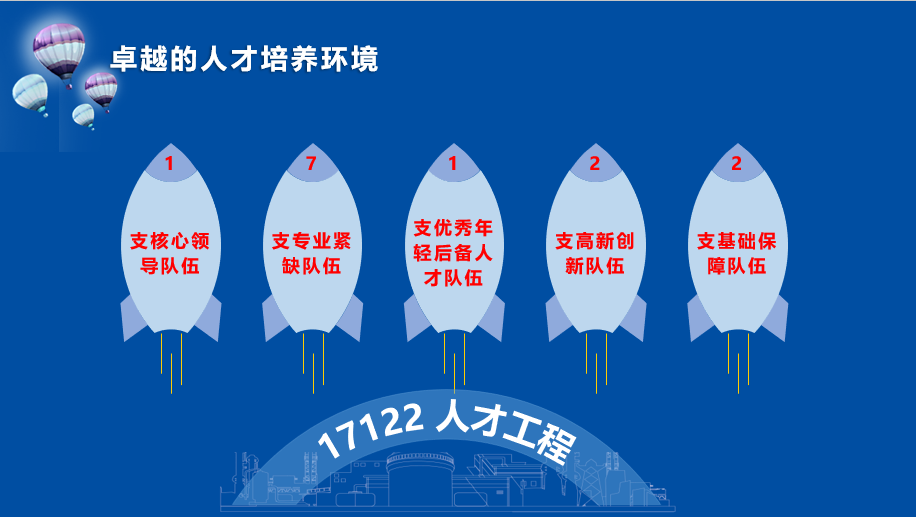 卓越的人才培养环境
1
支核心领
导队伍
7
支专业紧
缺队伍
1
支优秀年
轻后备人
才队伍
2
支高新创
新队伍
2
支基础保
障队伍
17122 人才工程